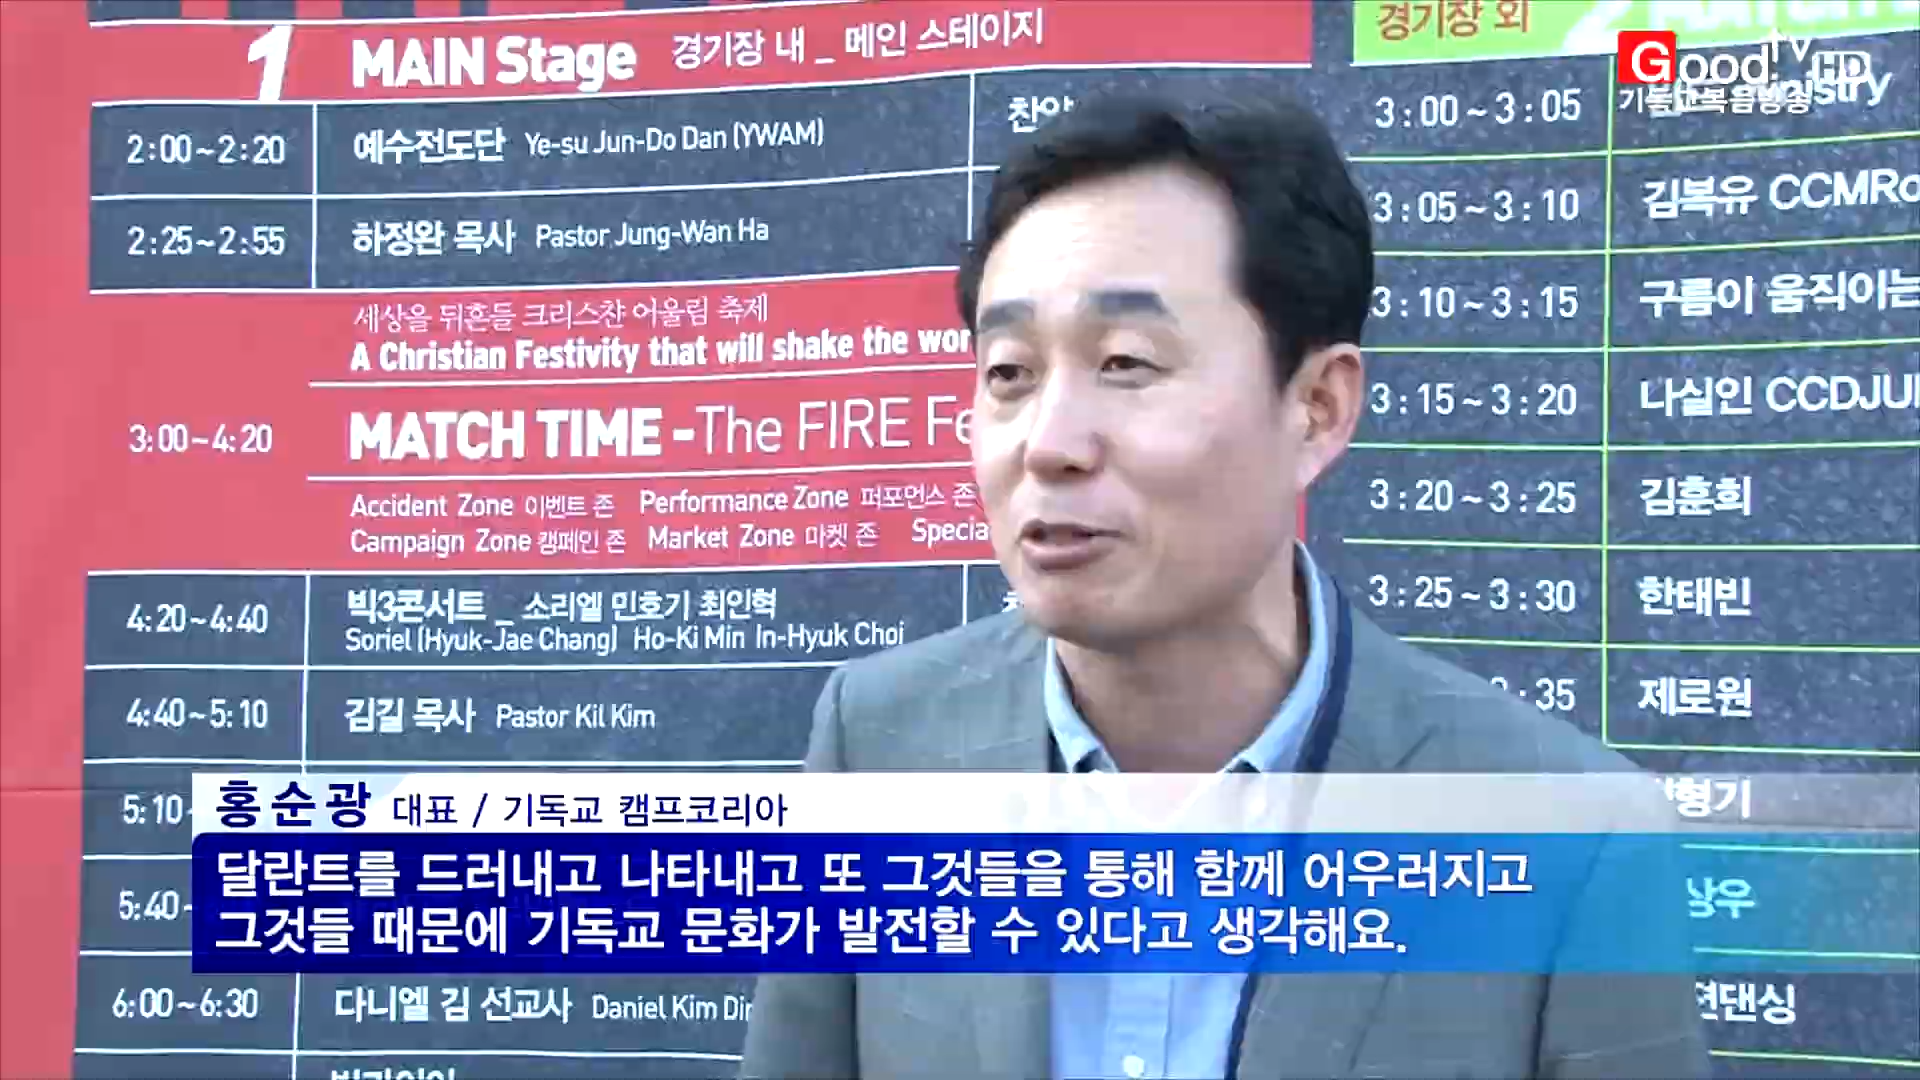 1 MAIN Stage 경기장 내 _ 메인 스테이지
2:00~2:20 예수전도단 Ye-su Jun-Do Dan (YWAM)
2:25~2:55 하정완 목사 Pastor Jung-Wan Ha
세상을 뒤흔들 크리스챤 어울림 축제
A Christian Festivity that will shake the
3:00~4:20 MATCH TIME -The FIRE
Accident Zone 이벤트 존 Performance Zone 퍼포먼스 존
Campaign Zone 캠페인 존 Market Zone 마켓 존
4:20~4:40 빅3콘서트 _ 소리엘 민호기 최인혁
Soriel (Hyuk-Jae Chang) Ho-Ki Min In-Hyuk Choi
4:40~5:10 김길 목사 Pastor Kil Kim
5:10
5:40
6:00~6:30 다니엘 김 선교사 Daniel Kim
경기장 외 2
Good tv HD
기독교복음방송
3:00~3:05
3:05~3:10 김복유
3:10~3:15 구름이 움직이는
3:15~3:20 나실인
3:20~3:25 김훈희
3:25~3:30 한태빈
:35 제로원
형기
상우
댄싱
홍순광 대표 / 기독교 캠프코리아
달란트를 드러내고 나타내고 또 그것들을 통해 함께 어우러지고
그것들 때문에 기독교 문화가 발전할 수 있다고 생각해요.